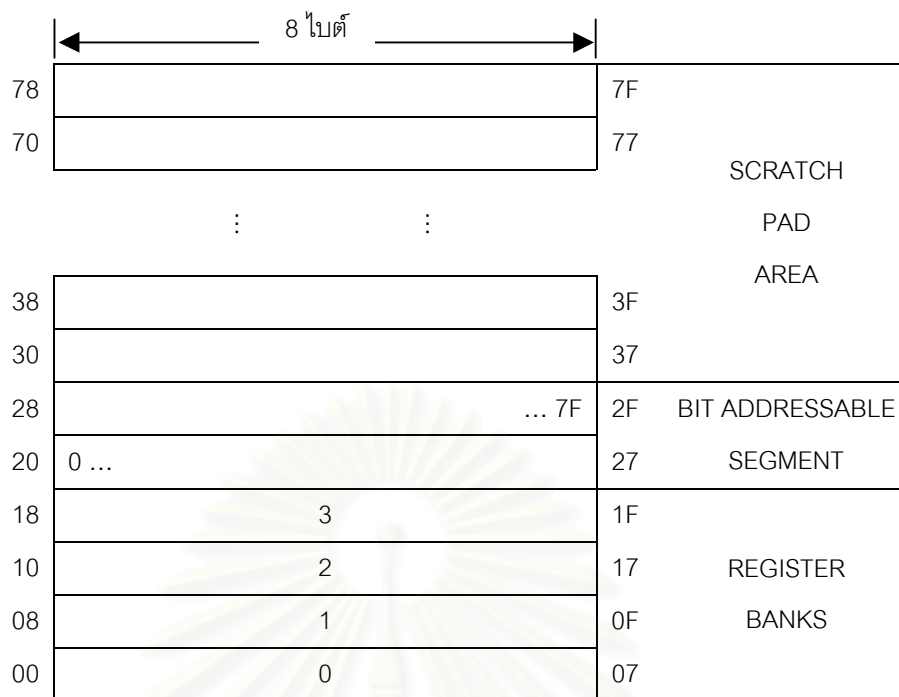 8 ไบต์
78 7F
70 77
SCRATCH
⋮ ⋮ PAD
AREA
38 3F
30 37
28 ... 7F 2F BIT ADDRESSABLE
20 0 ... 27 SEGMENT
18 3 1F
10 2 17 REGISTER
08 1 0F BANKS
00 0 07